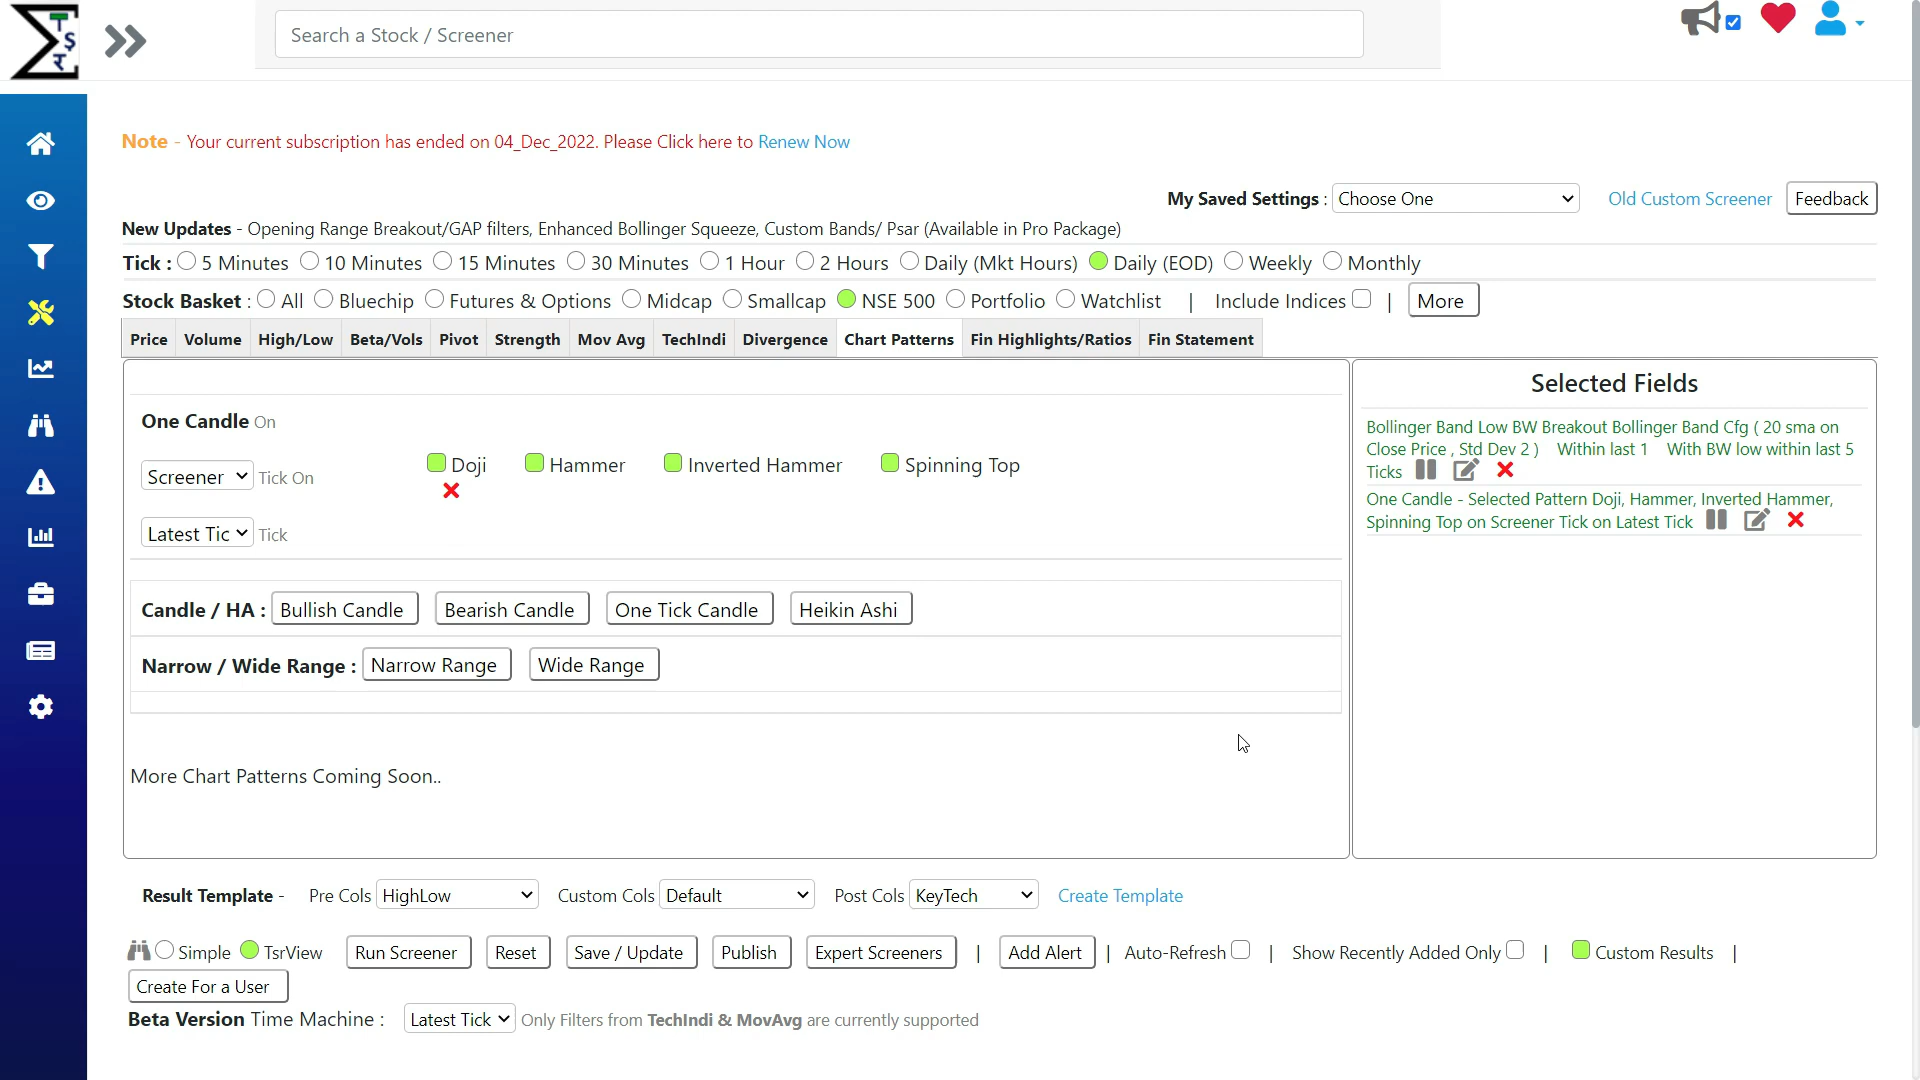 T
$
₹
Search a Stock / Screener
Note - Your current subscription has ended on 04_Dec_2022. Please Click here to Renew Now
My Saved Settings : Choose One Old Custom Screener Feedback
New Updates - Opening Range Breakout/GAP filters, Enhanced Bollinger Squeeze, Custom Bands/ Psar (Available in Pro Package)
Tick : 5 Minutes 10 Minutes 15 Minutes 30 Minutes 1 Hour 2 Hours Daily (Mkt Hours) Daily (EOD) Weekly Monthly
Stock Basket : All Bluechip Futures & Options Midcap Smallcap NSE 500 Portfolio Watchlist | Include Indices | More
Price Volume High/Low Beta/Vols Pivot Strength Mov Avg TechIndi Divergence Chart Patterns Fin Highlights/Ratios Fin Statement
One Candle On
Screener Tick On Doji Hammer Inverted Hammer Spinning Top
Latest Tic Tick
Candle / HA : Bullish Candle Bearish Candle One Tick Candle Heikin Ashi
Narrow / Wide Range : Narrow Range Wide Range
More Chart Patterns Coming Soon..
Selected Fields
Bollinger Band Low BW Breakout Bollinger Band Cfg ( 20 sma on
Close Price , Std Dev 2 ) Within last 1 With BW low within last 5
Ticks
One Candle - Selected Pattern Doji, Hammer, Inverted Hammer,
Spinning Top on Screener Tick on Latest Tick
Result Template - Pre Cols HighLow Custom Cols Default Post Cols KeyTech Create Template
Simple TsrView Run Screener Reset Save / Update Publish Expert Screeners | Add Alert | Auto-Refresh | Show Recently Added Only | Custom Results |
Create For a User
Beta Version Time Machine : Latest Tick Only Filters from TechIndi & MovAvg are currently supported